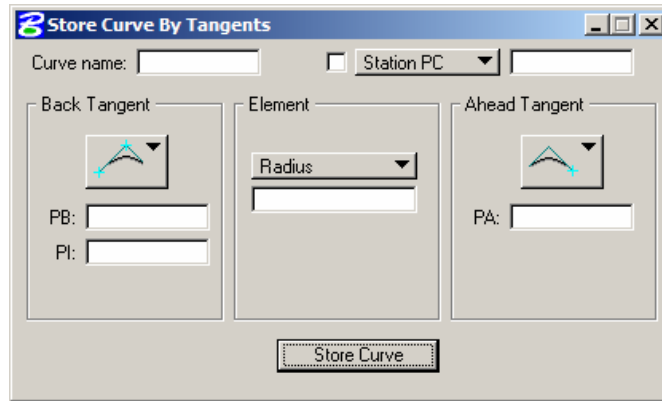 Store Curve By Tangents
Curve name: Station PC
Back Tangent Element Ahead Tangent
Radius
PB: PA:
PI:
Store Curve